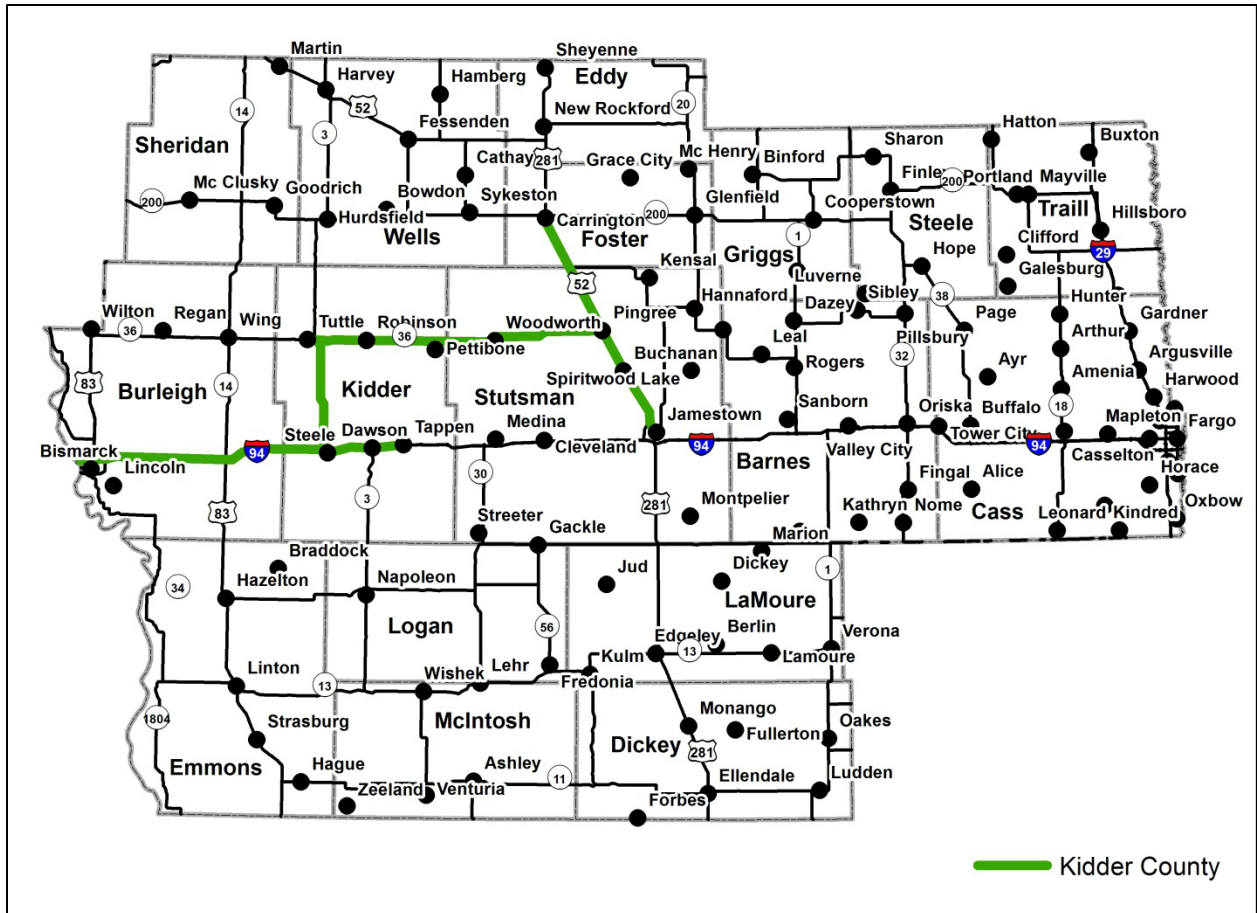 Martin
Sheyenne
Harvey
Hamberg
Eddy
14
52
20
New Rockford
3
Fessenden
Hatton
Buxton
Sheridan
281
Cathay
Grace City
Mc Henry
Binford
Sharon
Mc Clusky
Goodrich
Bowdon
Sykeston
Finley
200
Portland
Mayville
200
Hurdsfield
Carrington
200
Glenfield
Cooperstown
Steele
Traill
Hillsboro
Wells
Foster
Griggs
1
Hope
Clifford
29
Kensal
Galesburg
52
Luverne
Wilton
Regan
Wing
Tuttle
Robinson
Woodworth
Pingree
Hannaford
Dazey
Sibley
38
Page
Hunter
Gardner
36
36
Pettibone
Leal
Pillsbury
Arthur
83
Burleigh
14
Kidder
Buchanan
Rogers
32
Ayr
Argusville
Spiritwood Lake
Amenia
Harwood
Stutsman
Sanborn
Oriska
Buffalo
18
Mapleton
Fargo
Bismarck
Steele
Dawson
Tappen
Medina
Jamestown
94
Cleveland
94
Barnes
Valley City
Tower City
94
Casselton
Lincoln
30
Fingal
Alice
Horace
83
3
281
Montpelier
Kathryn
Nome
Cass
Oxbow
Streeter
Gackle
Marion
Leonard
Kindred
Braddock
34
Hazelton
Napoleon
Jud
Dickey
1
LaMoure
Logan
56
Berlin
Verona
Edgeley
13
Linton
13
Wishek
Lehr
Kulm
Lamoure
Fredonia
1804
Strasburg
McIntosh
Monango
Oakes
Dickey
Fullerton
281
Emmons
Hague
Ashley
11
Ellendale
Ludden
Zeeland
Venturia
Forbes
Kidder County